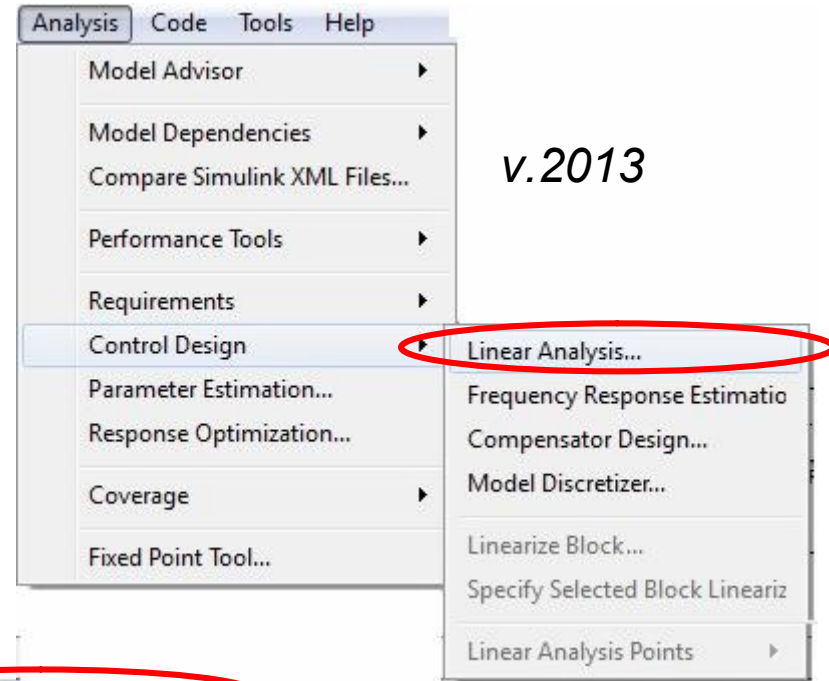 Analysis Code Tools Help
Model Advisor
Model Dependencies
Compare Simulink XML Files...
v.2013
Performance Tools
Requirements
Control Design
Parameter Estimation...
Response Optimization...
Coverage
Fixed Point Tool...
Linear Analysis...
Frequency Response Estimatio
Compensator Design...
Model Discretizer...
Linearize Block...
Specify Selected Block Lineariz
Linear Analysis Points